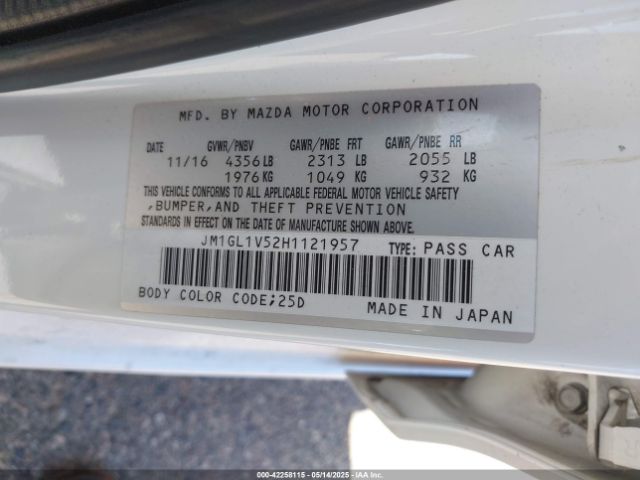 MFD. BY MAZDA MOTOR CORPORATION
DATE GVWR/PNBV GAWR/PNBE FRT GAWR/PNBE RR
11/16 4356 LB 2313 LB 2055 LB
1976 KG 1049 KG 932 KG
THIS VEHICLE CONFORMS TO ALL APPLICABLE FEDERAL MOTOR VEHICLE SAFETY
,BUMPER,AND THEFT PREVENTION
STANDARDS IN EFFECT ON THE DATE OF MANUFACTURE SHOWN ABOVE.
JM1GL1V52H1121957 TYPE: PASS CAR
BODY COLOR CODE;25D MADE IN JAPAN
000-42258115 - 05/14/2025 - IAAI.COM